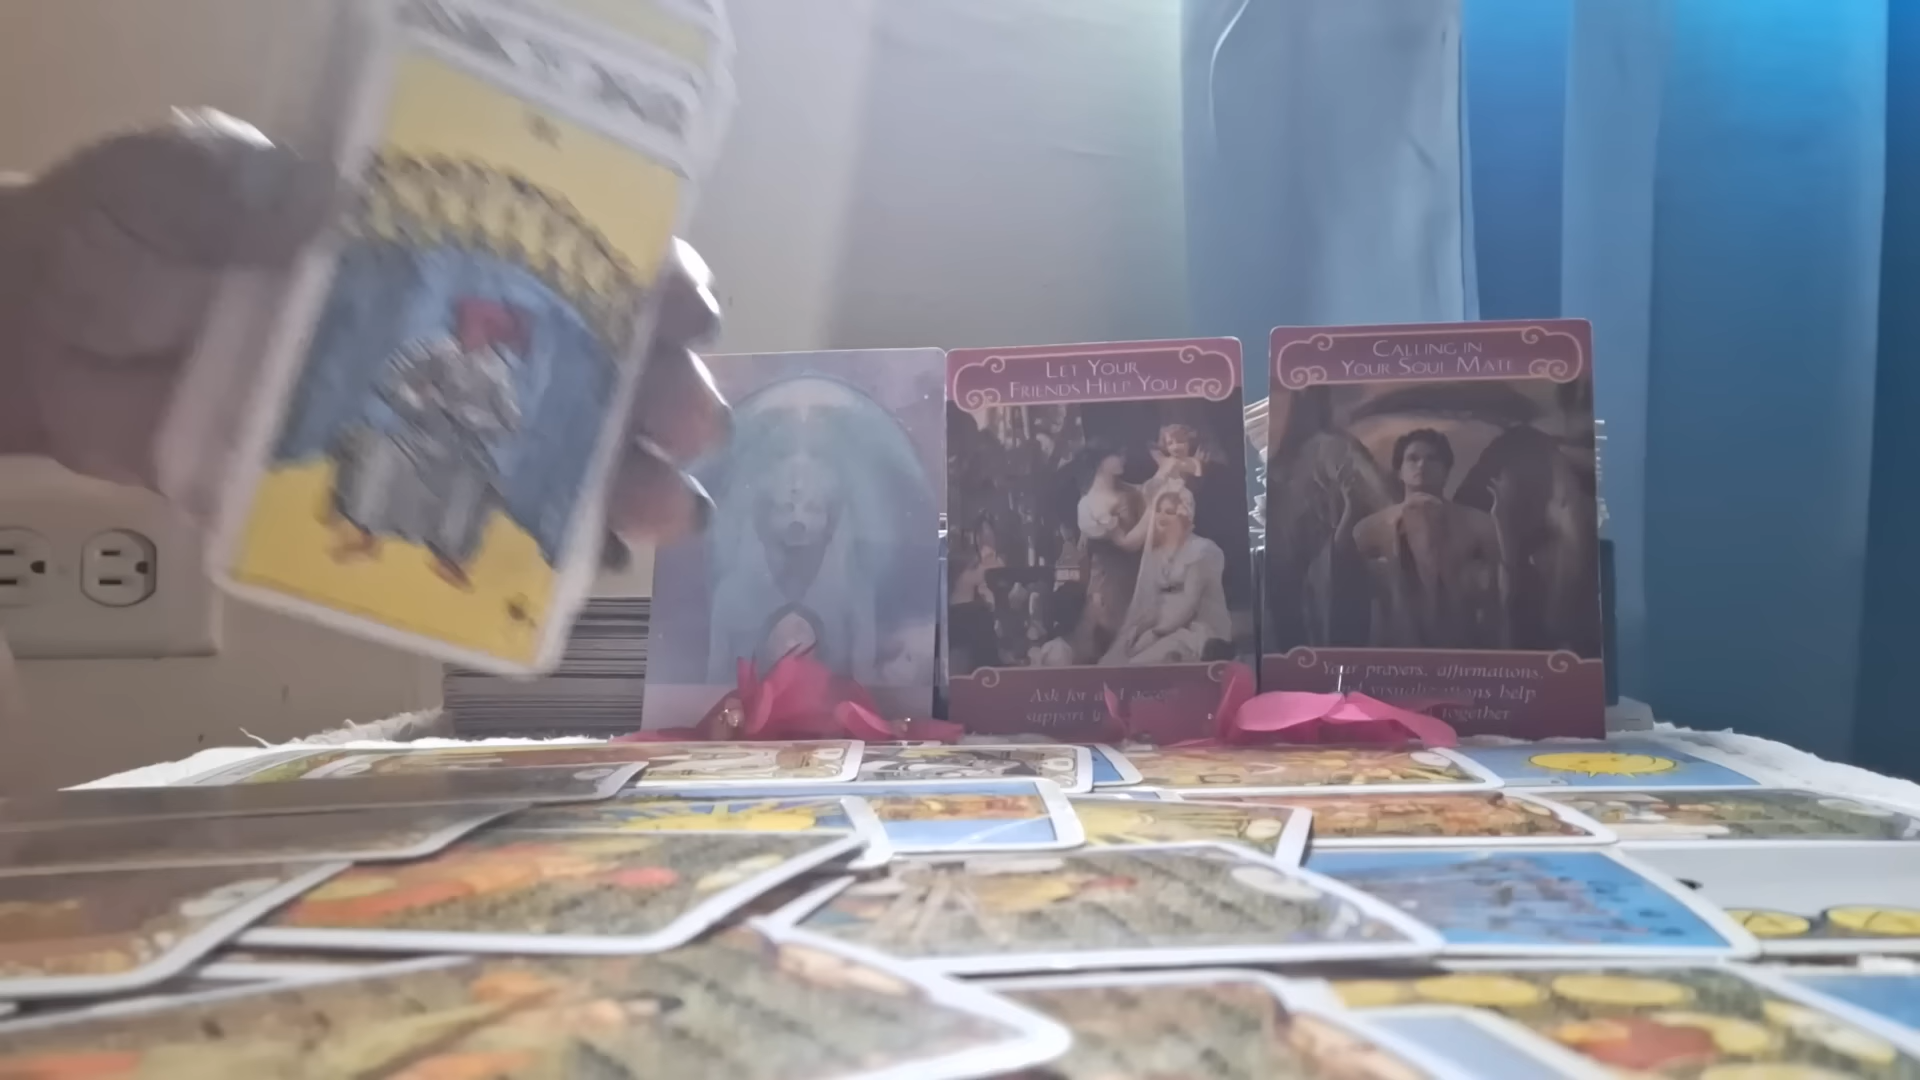 LET YOUR
FRIENDS HELP YOU
CALLING IN
YOUR SOUL MATE
Ask for and accept
support
Your prayers, affirmations,
and visualizations help
together